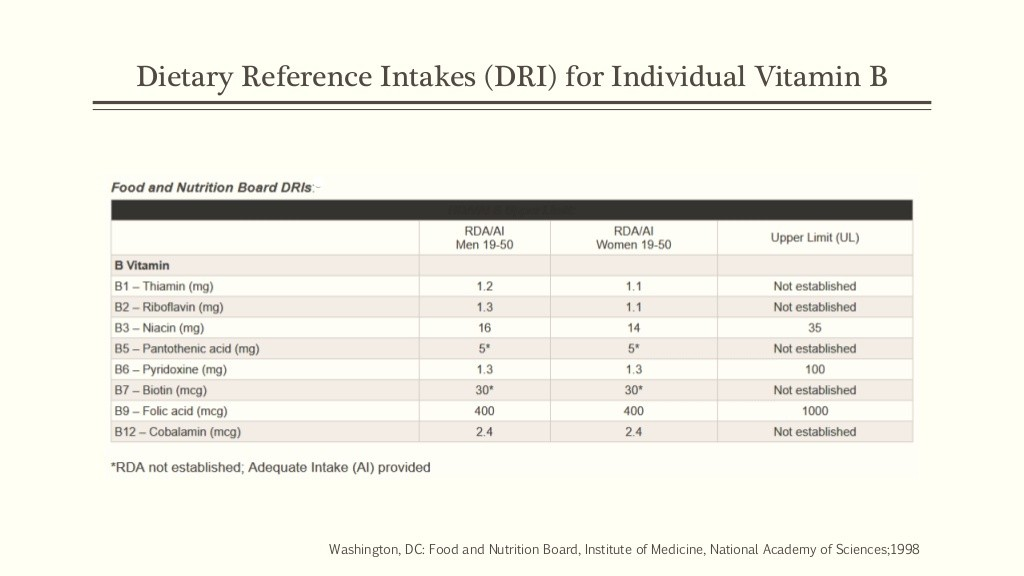 Dietary Reference Intakes (DRI) for Individual Vitamin B
Food and Nutrition Board DRIs:
RDA/AI Men 19-50 RDA/AI Women 19-50 Upper Limit (UL)
B Vitamin
B1 – Thiamin (mg) 1.2 1.1 Not established
B2 – Riboflavin (mg) 1.3 1.1 Not established
B3 – Niacin (mg) 16 14 35
B5 – Pantothenic acid (mg) 5* 5* Not established
B6 – Pyridoxine (mg) 1.3 1.3 100
B7 – Biotin (mcg) 30* 30* Not established
B9 – Folic acid (mcg) 400 400 1000
B12 – Cobalamin (mcg) 2.4 2.4 Not established
*RDA not established; Adequate Intake (AI) provided
Washington, DC: Food and Nutrition Board, Institute of Medicine, National Academy of Sciences;1998